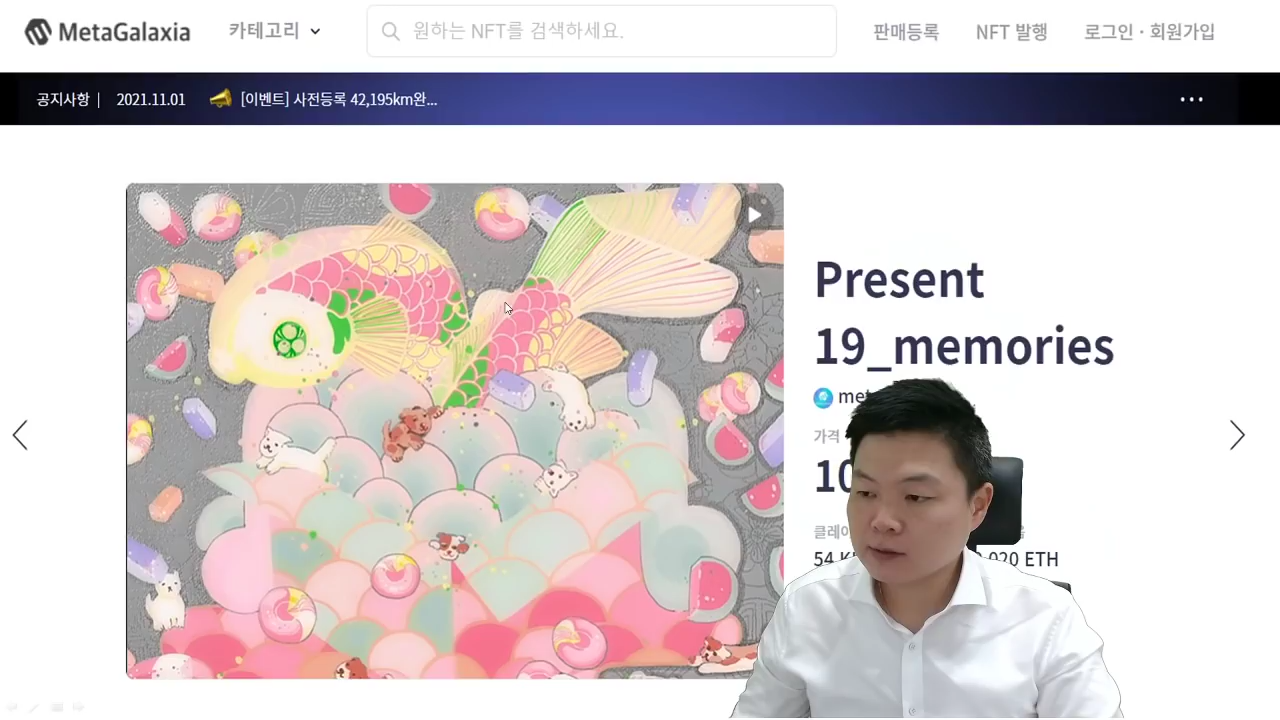 MetaGalaxia
카테고리
원하는 NFT를 검색하세요.
판매등록
NFT 발행
로그인 · 회원가입
공지사항 | 2021.11.01 [이벤트] 사전등록 42,195km완...
Present
19_memories
가격
54
020 ETH